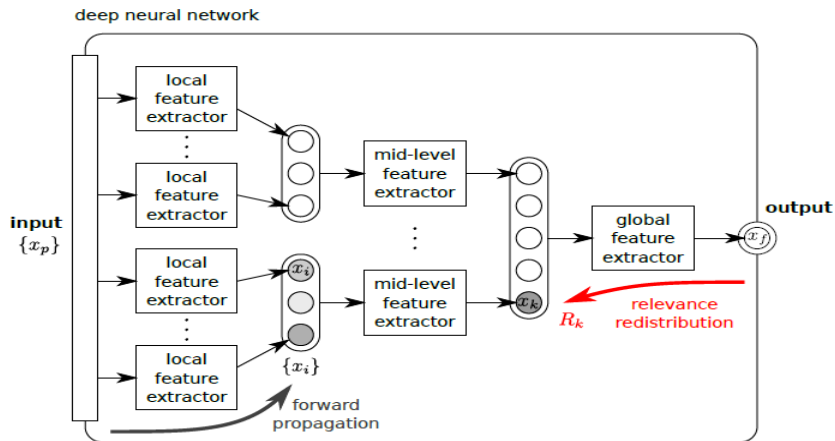 deep neural network
local
feature
extractor
⋮
local
feature
extractor
mid-level
feature
extractor
input
{x_p}
⋮
global
feature
extractor
output
x_f
local
feature
extractor
x_i
⋮
local
feature
extractor
{x_i}
mid-level
feature
extractor
x_k
R_k
relevance
redistribution
forward
propagation